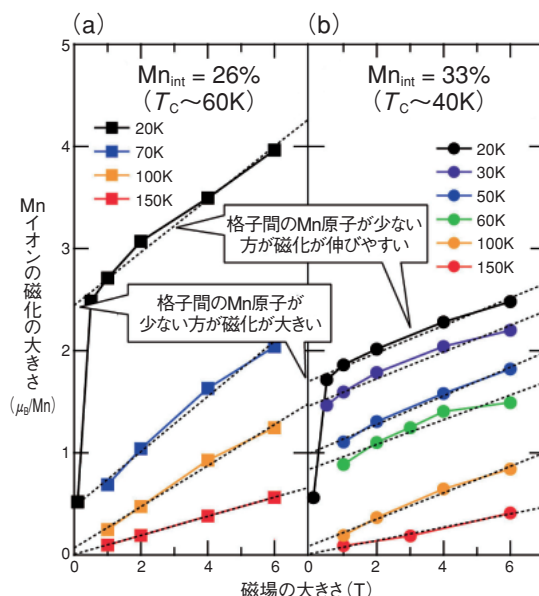 (a)
Mnint = 26%
(TC~60K)
20K
70K
100K
150K
(b)
Mnint = 33%
(TC~40K)
20K
30K
50K
60K
100K
150K
格子間のMn原子が少ない
方が磁化が伸びやすい
格子間のMn原子が
少ない方が磁化が大きい
Mnイオンの磁化の大きさ
(μB/Mn)
5
4
3
2
1
0
0
2
4
6
0
2
4
6
磁場の大きさ(T)